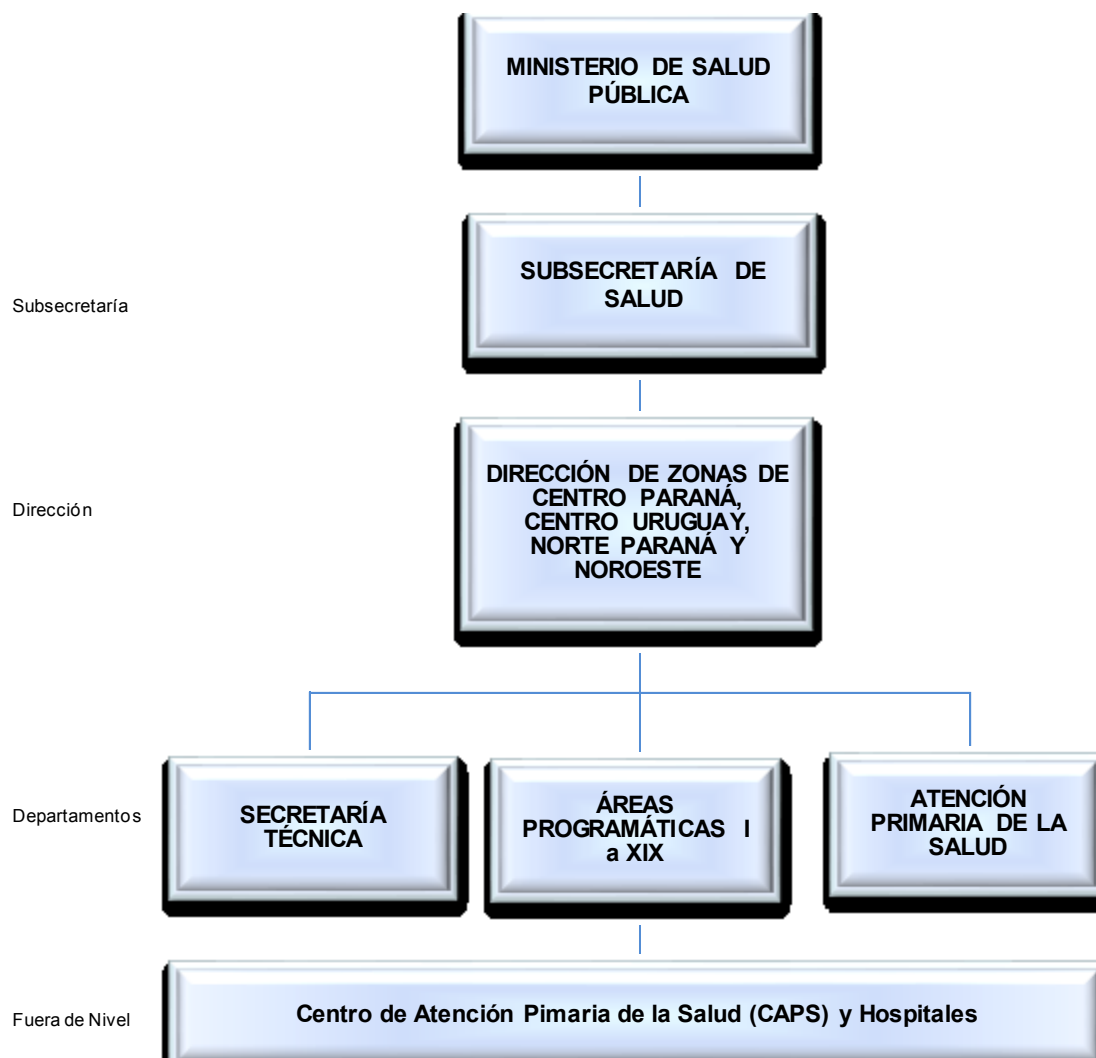 MINISTERIO DE SALUD
PÚBLICA
SUBSECRETARÍA DE
SALUD
Subsecretaría
DIRECCIÓN DE ZONAS DE
CENTRO PARANÁ,
CENTRO URUGUAY,
NORTE PARANÁ Y
NOROESTE
Dirección
Departamentos
SECRETARÍA
TÉCNICA
ÁREAS
PROGRAMÁTICAS I
a XIX
ATENCIÓN
PRIMARIA DE LA
SALUD
Fuera de Nivel
Centro de Atención Pimaria de la Salud (CAPS) y Hospitales